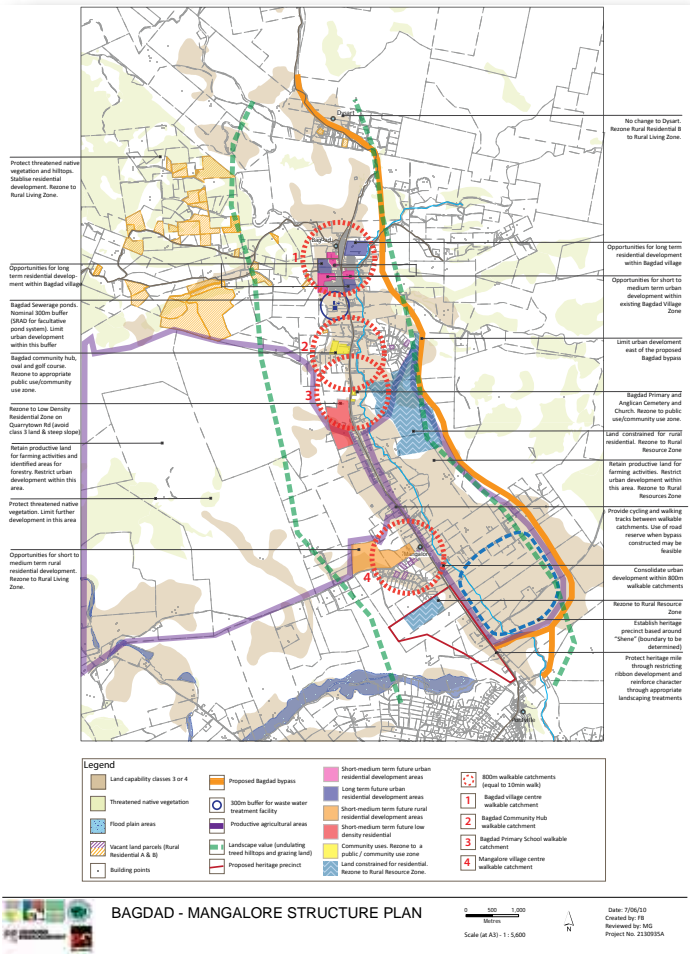 Protect threatened native
vegetation and hilltops.
Stablise residential
development. Rezone to
Rural Living Zone.
Opportunities for long
term residential develop-
ment within Bagdad village
Bagdad Sewerage ponds.
Nominal 300m buffer
(SRAD for facultative
pond system). Limit
urban development
within this buffer
Bagdad community hub,
oval and golf course.
Rezone to appropriate
public use/community
use zone.
Rezone to Low Density
Residential Zone on
Quarrytown Rd (avoid
class 3 land & steep slope)
Retain productive land
for farming activities and
identified areas for
forestry. Restrict urban
development within this
area.
Protect threatened native
vegetation. Limit further
development in this area
Opportunities for short to
medium term rural
residential development.
Rezone to Rural Living
Zone.
Dysart
Bagdad
1
2
3
4
Mangalore
Pontville
No change to Dysart.
Rezone Rural Residential B
to Rural Living Zone.
Opportunities for long term
residential development
within Bagdad village
Opportunities for short to
medium term urban
development within
existing Bagdad Village
Zone
Limit urban develoment
east of the proposed
Bagdad bypass
Bagdad Primary and
Anglican Cemetery and
Church. Rezone to public
use/community use zone.
Land constrained for rural
residential. Rezone to Rural
Resource Zone
Retain productive land for
farming activities. Restrict
urban development within
this area. Rezone to Rural
Resources Zone
Provide cycling and walking
tracks between walkable
catchments. Use of road
reserve when bypass
constructed may be
feasible
Consolidate urban
development within 800m
walkable catchments
Rezone to Rural Resource
Zone
Establish heritage
precinct based around
"Shene" (boundary to be
determined)
Protect heritage mile
through restricting
ribbon development and
reinforce character
through appropriate
landscaping treatments
Legend
Land capability classes 3 or 4
Threatened native vegetation
Flood plain areas
Vacant land parcels (Rural
Residential A & B)
Building points
Proposed Bagdad bypass
300m buffer for waste water
treatment facility
Productive agricultural areas
Landscape value (undulating
treed hilltops and grazing land)
Proposed heritage precinct
Short-medium term future urban
residential development areas
Long term future urban
residential development areas
Short-medium term future rural
residential development areas
Short-medium term future low
density residential
Community uses. Rezone to a
public / community use zone
Land constrained for residential.
Rezone to Rural Resource Zone.
800m walkable catchments
(equal to 10min walk)
1 Bagdad village centre
walkable catchment
2 Bagdad Community Hub
walkable catchment
3 Bagdad Primary School walkable
catchment
4 Mangalore village centre
walkable catchment
BAGDAD - MANGALORE STRUCTURE PLAN
0 500 1,000
Metres
Scale (at A3) - 1 : 5,600
N
Date: 7/06/10
Created by: FB
Reviewed by: MG
Project No. 2130935A